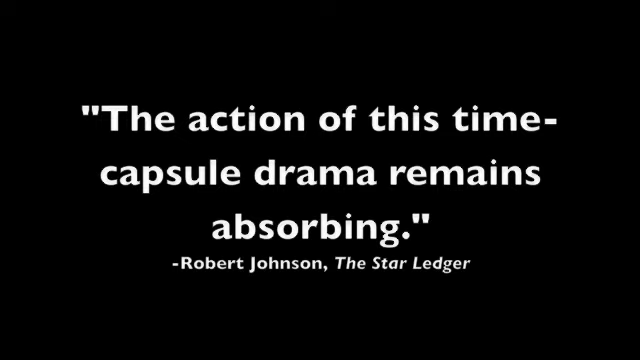 "The action of this time-
capsule drama remains
absorbing."
-Robert Johnson, The Star Ledger